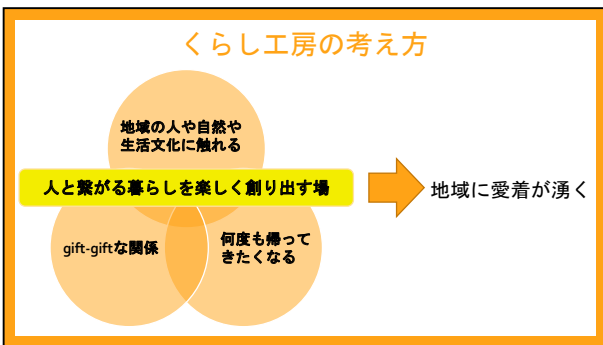 くらし工房の考え方
地域の人や自然や
生活文化に触れる
人と繋がる暮らしを楽しく創り出す場
地域に愛着が湧く
gift-giftな関係
何度も帰って
きたくなる